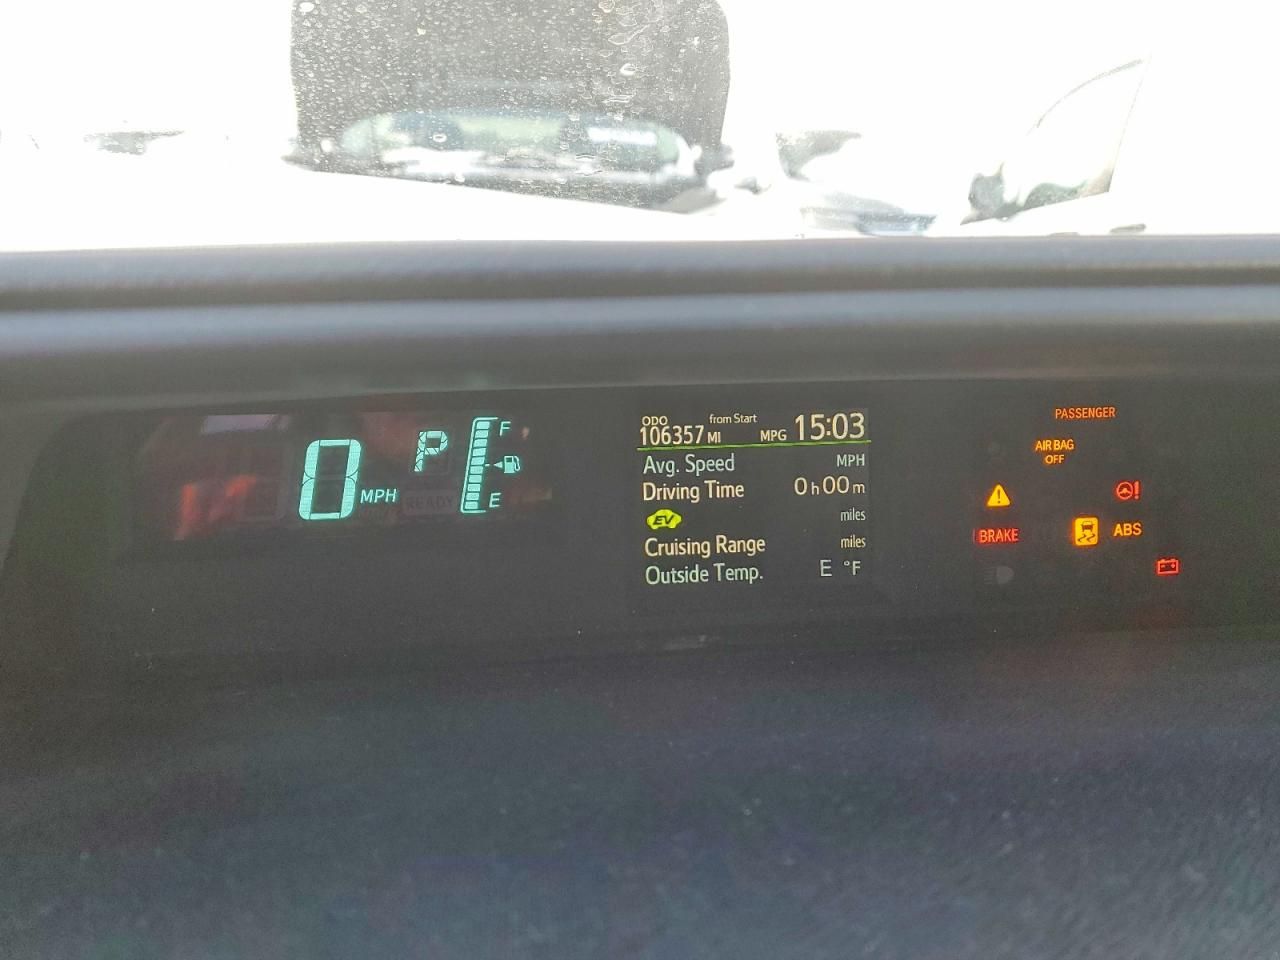 0 MPH P F
READY E
ODO from Start
106357 MI MPG 15:03
Avg. Speed MPH
Driving Time 0h00m
EV miles
Cruising Range miles
Outside Temp. E °F
PASSENGER
AIR BAG
OFF
BRAKE ABS